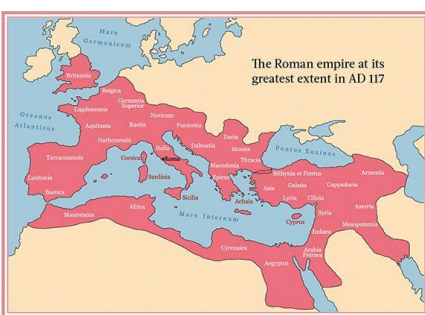 Mare
Germanicum
The Roman empire at its
greatest extent in AD 117
Britannia
Belgica
Germania
Superior
Lugdunensis
Noricum
Oceanus
Atlanticus
Aquitania
Raetia
Pannonia
Dacia
Narbonensis
Italia
Dalmatia
Moesia
Pontus Euxinus
Tarraconensis
Corsica
Roma
Thracia
Macedonia
Bithynia et Pontus
Armenia
Lusitania
Sardinia
Epirus
Asia
Galatia
Cappadocia
Baetica
Sicilia
Achaia
Cilicia
Assyria
Mauretania
Africa
Mare Internum
Cyprus
Syria
Mesopotamia
Iudaea
Cyrenaica
Aegyptus
Arabia
Petraea